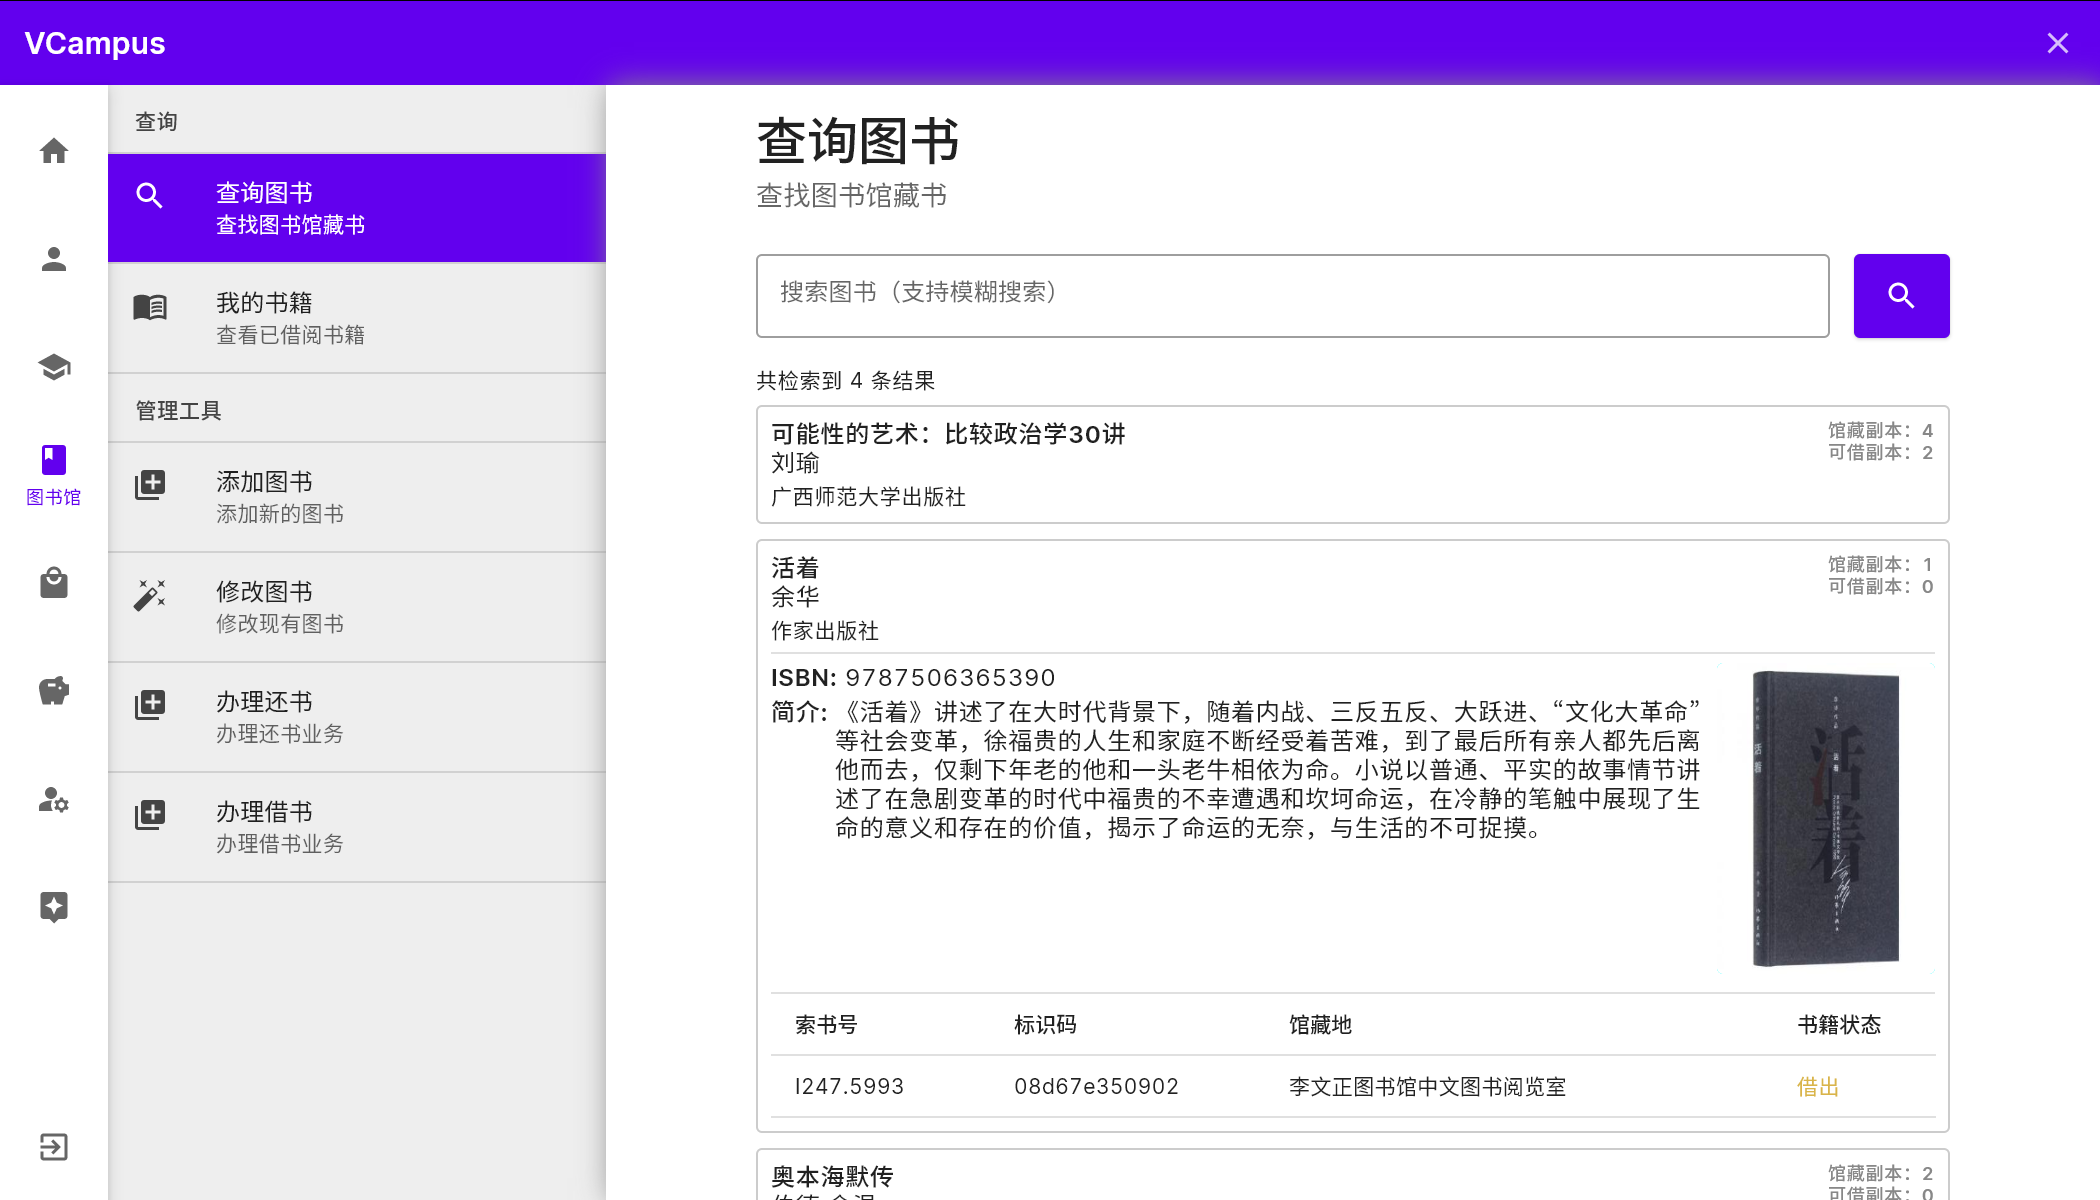 VCampus
查询
查询图书
查找图书馆藏书
我的书籍
查看已借阅书籍
管理工具
添加图书
添加新的图书
修改图书
修改现有图书
办理还书
办理还书业务
办理借书
办理借书业务
图书馆
查询图书
查找图书馆藏书
搜索图书（支持模糊搜索）
共检索到 4 条结果
可能性的艺术：比较政治学30讲
刘瑜
广西师范大学出版社
馆藏副本：4
可借副本：2
活着
余华
作家出版社
馆藏副本：1
可借副本：0
ISBN: 9787506365390
简介: 《活着》讲述了在大时代背景下，随着内战、三反五反、大跃进、“文化大革命”
等社会变革，徐福贵的人生和家庭不断经受着苦难，到了最后所有亲人都先后离
他而去，仅剩下年老的他和一头老牛相依为命。小说以普通、平实的故事情节讲
述了在急剧变革的时代中福贵的不幸遭遇和坎坷命运，在冷静的笔触中展现了生
命的意义和存在的价值，揭示了命运的无奈，与生活的不可捉摸。
活着
索书号 标识码 馆藏地 书籍状态
I247.5993 08d67e350902 李文正图书馆中文图书阅览室 借出
奥本海默传
馆藏副本：2
可借副本：0